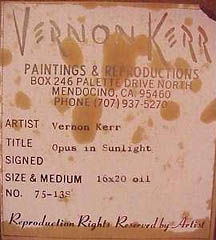 VERNON KERR
PAINTINGS & REPRODUCTIONS
BOX 246 PALETTE DRIVE NORTH
MENDOCINO, CA 95460
PHONE (707) 937-5270
ARTIST Vernon Kerr
TITLE Opus in Sunlight
SIGNED
SIZE & MEDIUM 16x20 oil
NO. 75-138
Reproduction Rights Reserved by Artist